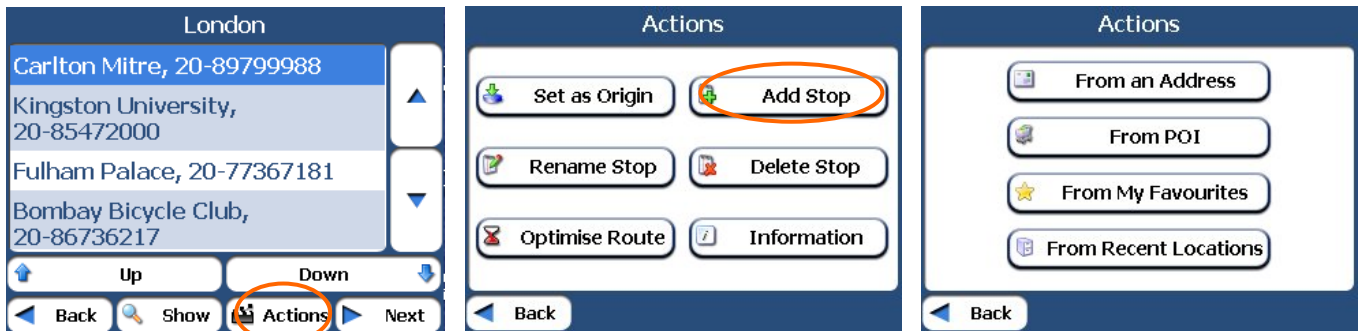 London
Carlton Mitre, 20-89799988
Kingston University,
20-85472000
Fulham Palace, 20-77367181
Bombay Bicycle Club,
20-86736217
Up
Down
Back
Show
Actions
Next
Actions
Set as Origin
Add Stop
Rename Stop
Delete Stop
Optimise Route
Information
Back
Actions
From an Address
From POI
From My Favourites
From Recent Locations
Back